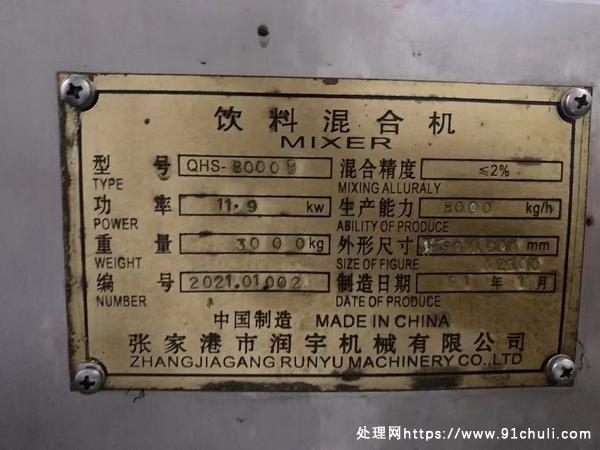 饮料混合机
MIXER
型 号 QHS-8000B 混合精度 ≤2%
TYPE MIXING ALLURALY
功 率 11.9 kw 生产能力 8000 kg/h
POWER ABILITY OF PRODUCE
重 量 3000kg 外形尺寸 mm
WEIGHT SIZE OF FIGURE
编 号 2021.01002 制造日期 21 年 1 月
NUMBER DATE OF PRODUCE
中国制造 MADE IN CHINA
张家港市润宇机械有限公司
ZHANGJIAGANG RUNYU MACHINERY CO.,LTD
处理网https://www.91chuli.com